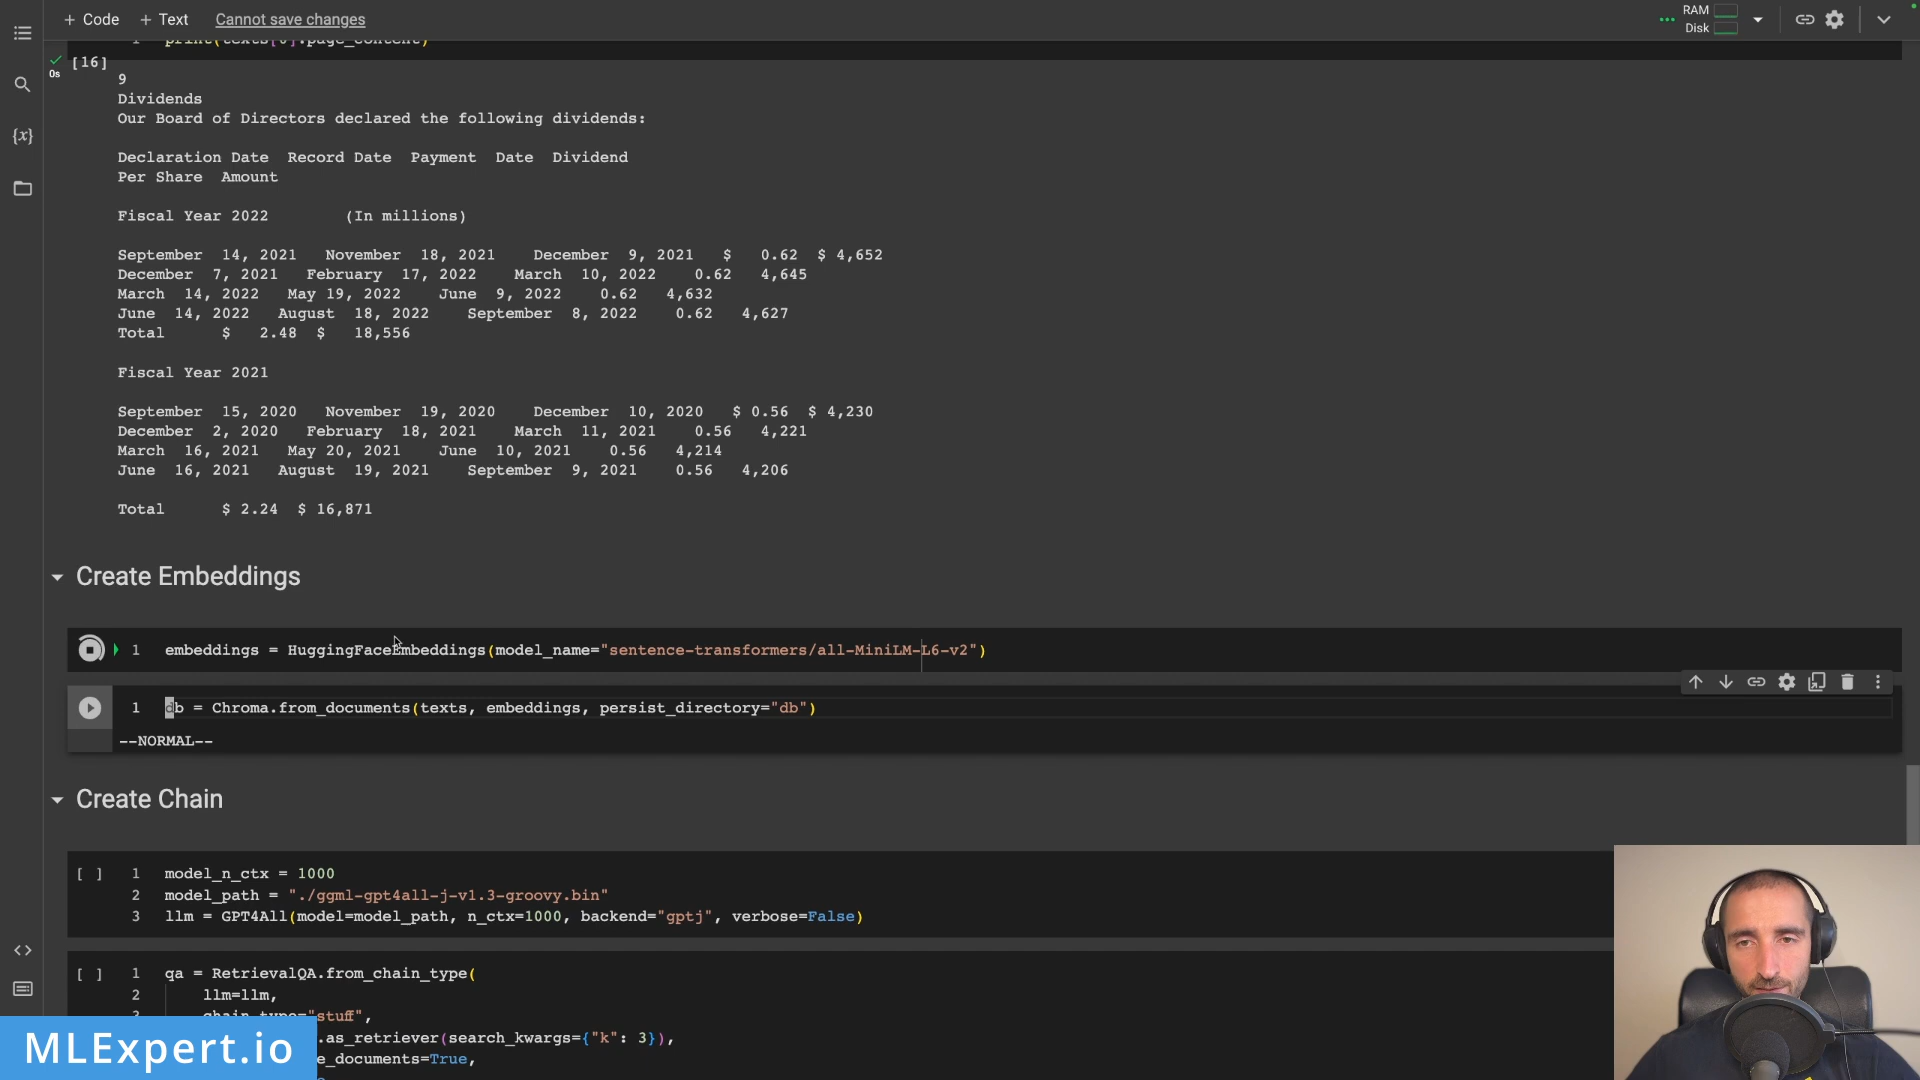 + Code + Text Cannot save changes
RAM
Disk
[16]
0s
9
Dividends
Our Board of Directors declared the following dividends:
Declaration Date Record Date Payment Date Dividend
Per Share Amount
Fiscal Year 2022 (In millions)
September 14, 2021 November 18, 2021 December 9, 2021 $ 0.62 $ 4,652
December 7, 2021 February 17, 2022 March 10, 2022 0.62 4,645
March 14, 2022 May 19, 2022 June 9, 2022 0.62 4,632
June 14, 2022 August 18, 2022 September 8, 2022 0.62 4,627
Total $ 2.48 $ 18,556
Fiscal Year 2021
September 15, 2020 November 19, 2020 December 10, 2020 $ 0.56 $ 4,230
December 2, 2020 February 18, 2021 March 11, 2021 0.56 4,221
March 16, 2021 May 20, 2021 June 10, 2021 0.56 4,214
June 16, 2021 August 19, 2021 September 9, 2021 0.56 4,206
Total $ 2.24 $ 16,871
Create Embeddings
1 embeddings = HuggingFaceEmbeddings(model_name="sentence-transformers/all-MiniLM-L6-v2")
1 db = Chroma.from_documents(texts, embeddings, persist_directory="db")
--NORMAL--
Create Chain
[ ] 1 model_n_ctx = 1000
2 model_path = "./ggml-gpt4all-j-v1.3-groovy.bin"
3 llm = GPT4All(model=model_path, n_ctx=1000, backend="gptj", verbose=False)
[ ] 1 qa = RetrievalQA.from_chain_type(
2 llm=llm,
"stuff",
.as_retriever(search_kwargs={"k": 3}),
e_documents=True,
MLExpert.io